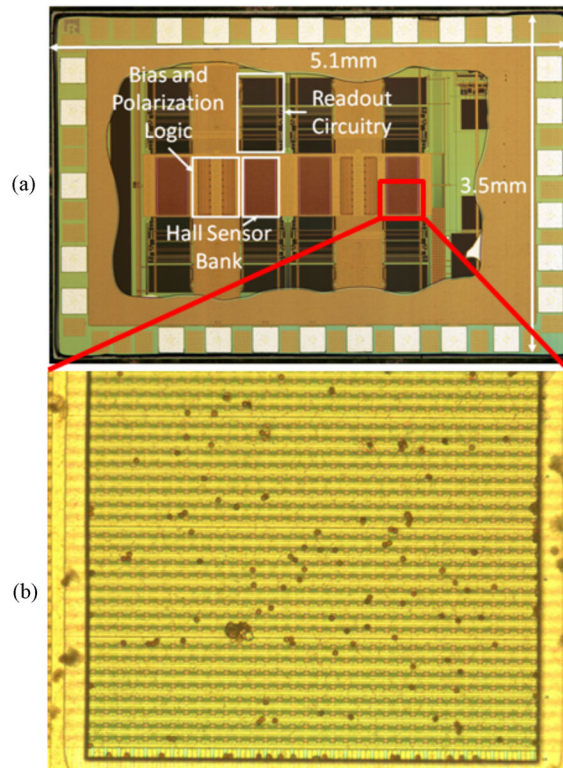 5.1mm
Bias and
Polarization
Logic
Readout
Circuitry
(a)
3.5mm
Hall Sensor
Bank
(b)